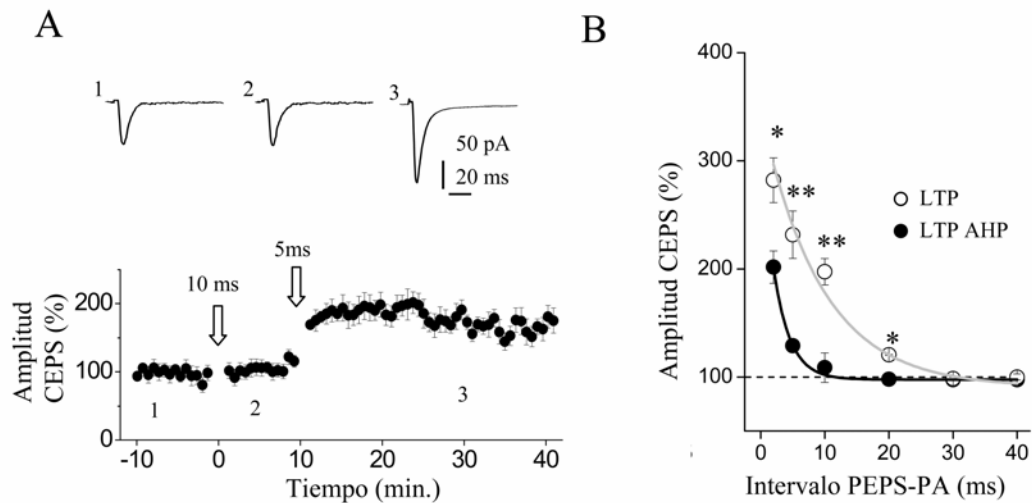 A
1
2
3
50 pA
20 ms
Amplitud
CEPS (%)
200
100
0
10 ms
5ms
1
2
3
-10
0
10
20
30
40
Tiempo (min.)
B
Amplitud CEPS (%)
400
300
200
100
*
**
**
*
LTP
LTP AHP
0
10
20
30
40
Intervalo PEPS-PA (ms)